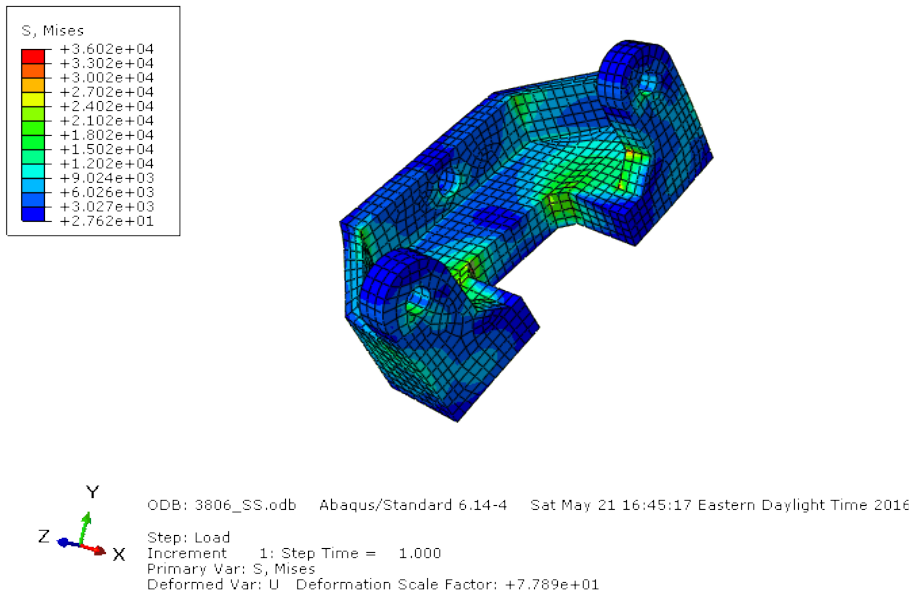 S, Mises
+3.602e+04
+3.302e+04
+3.002e+04
+2.702e+04
+2.402e+04
+2.102e+04
+1.802e+04
+1.502e+04
+1.202e+04
+9.024e+03
+6.026e+03
+3.027e+03
+2.762e+01
Y
Z
X
ODB: 3806_SS.odb Abaqus/Standard 6.14-4 Sat May 21 16:45:17 Eastern Daylight Time 2016
Step: Load
Increment 1: Step Time = 1.000
Primary Var: S, Mises
Deformed Var: U Deformation Scale Factor: +7.789e+01